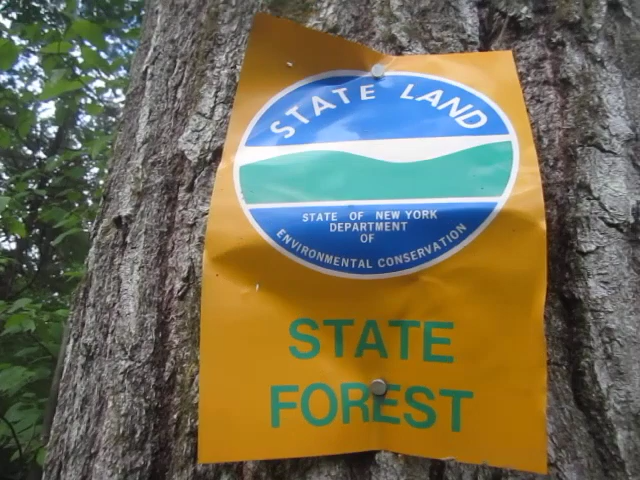 STATE LAND
STATE OF NEW YORK
DEPARTMENT
OF
ENVIRONMENTAL CONSERVATION
STATE
FOREST